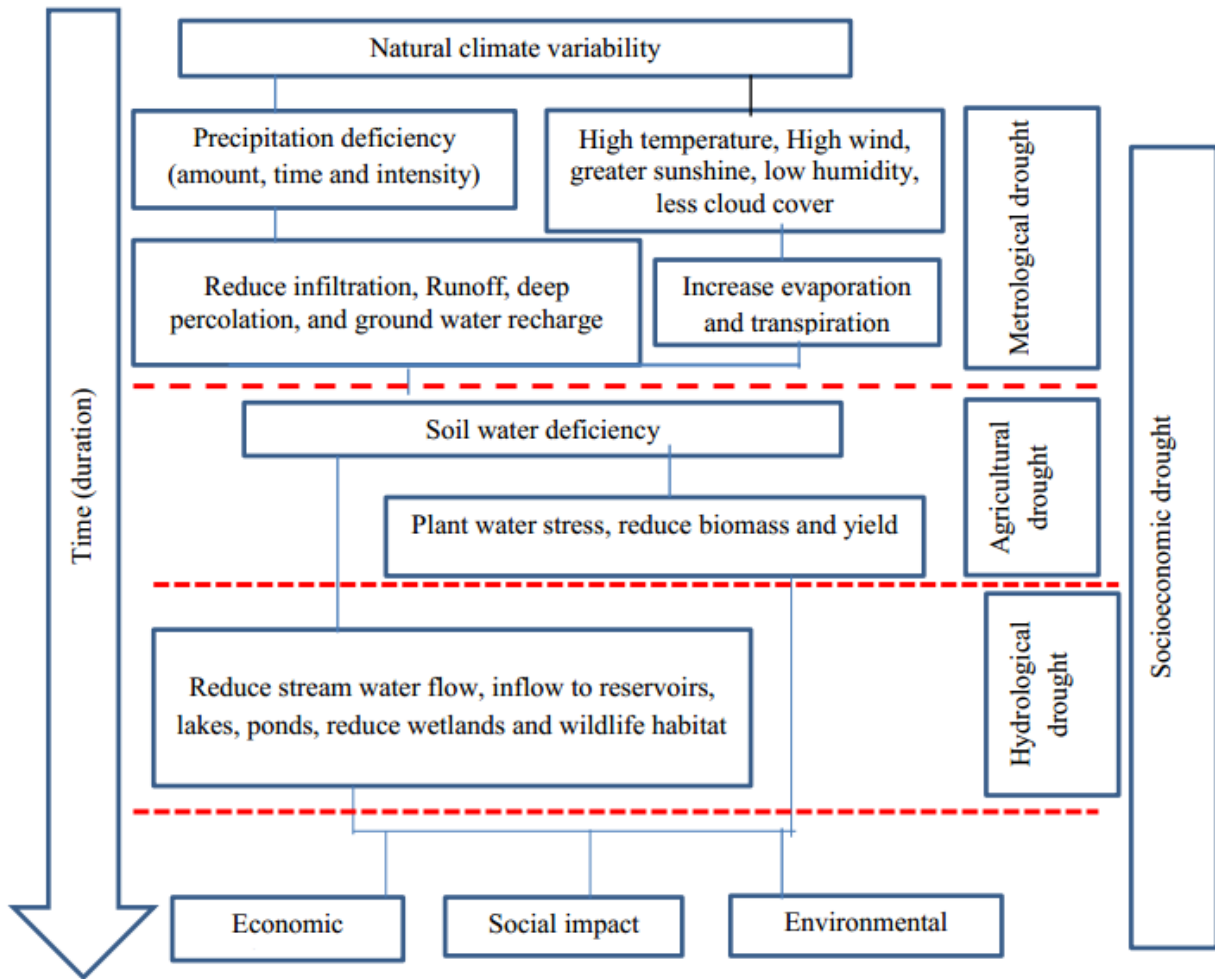 Natural climate variability
Precipitation deficiency
(amount, time and intensity)
High temperature, High wind,
greater sunshine, low humidity,
less cloud cover
Metrological drought
Reduce infiltration, Runoff, deep
percolation, and ground water recharge
Increase evaporation
and transpiration
Time (duration)
Socioeconomic drought
Soil water deficiency
Agricultural
drought
Plant water stress, reduce biomass and yield
Hydrological
drought
Reduce stream water flow, inflow to reservoirs,
lakes, ponds, reduce wetlands and wildlife habitat
Economic
Social impact
Environmental